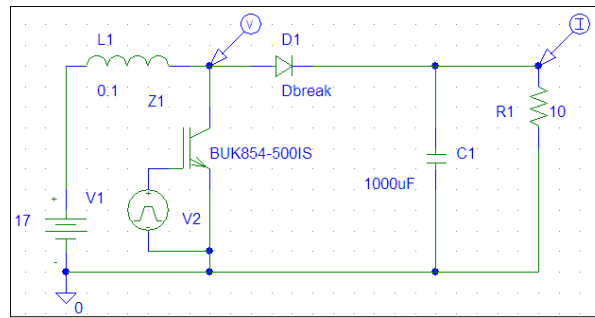 V
I
L1
D1
0.1
Z1
Dbreak
R1
10
BUK854-500IS
C1
1000uF
+
V1
17
+
-
V2
-
0